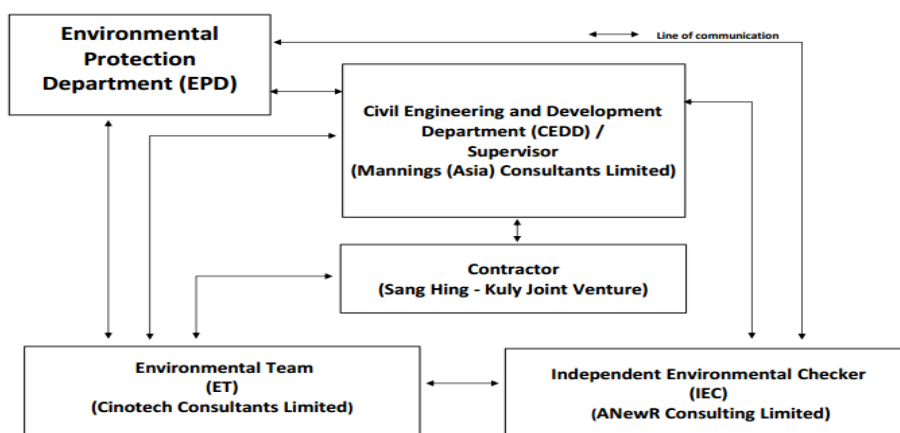 Environmental
Protection
Department (EPD)
Line of communication
Civil Engineering and Development
Department (CEDD) /
Supervisor
(Mannings (Asia) Consultants Limited)
Contractor
(Sang Hing - Kuly Joint Venture)
Environmental Team
(ET)
(Cinotech Consultants Limited)
Independent Environmental Checker
(IEC)
(ANewR Consulting Limited)